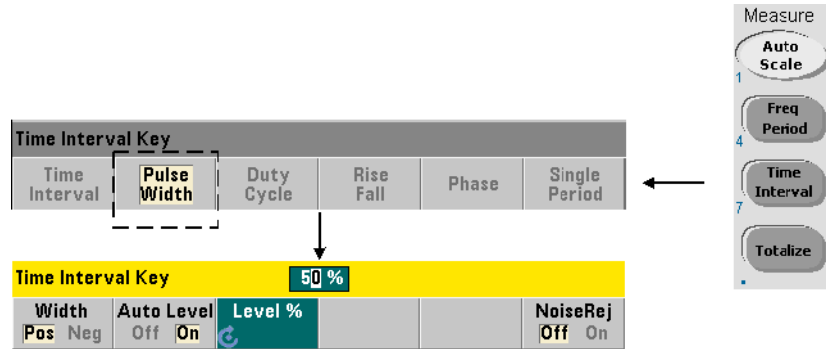 Measure
Auto
Scale
1
Freq
Period
4
Time
Interval
7
Totalize
Time Interval Key
Time
Interval
Pulse
Width
Duty
Cycle
Rise
Fall
Phase
Single
Period
Time Interval Key
50 %
Width
Pos Neg
Auto Level
Off On
Level %
NoiseRej
Off On